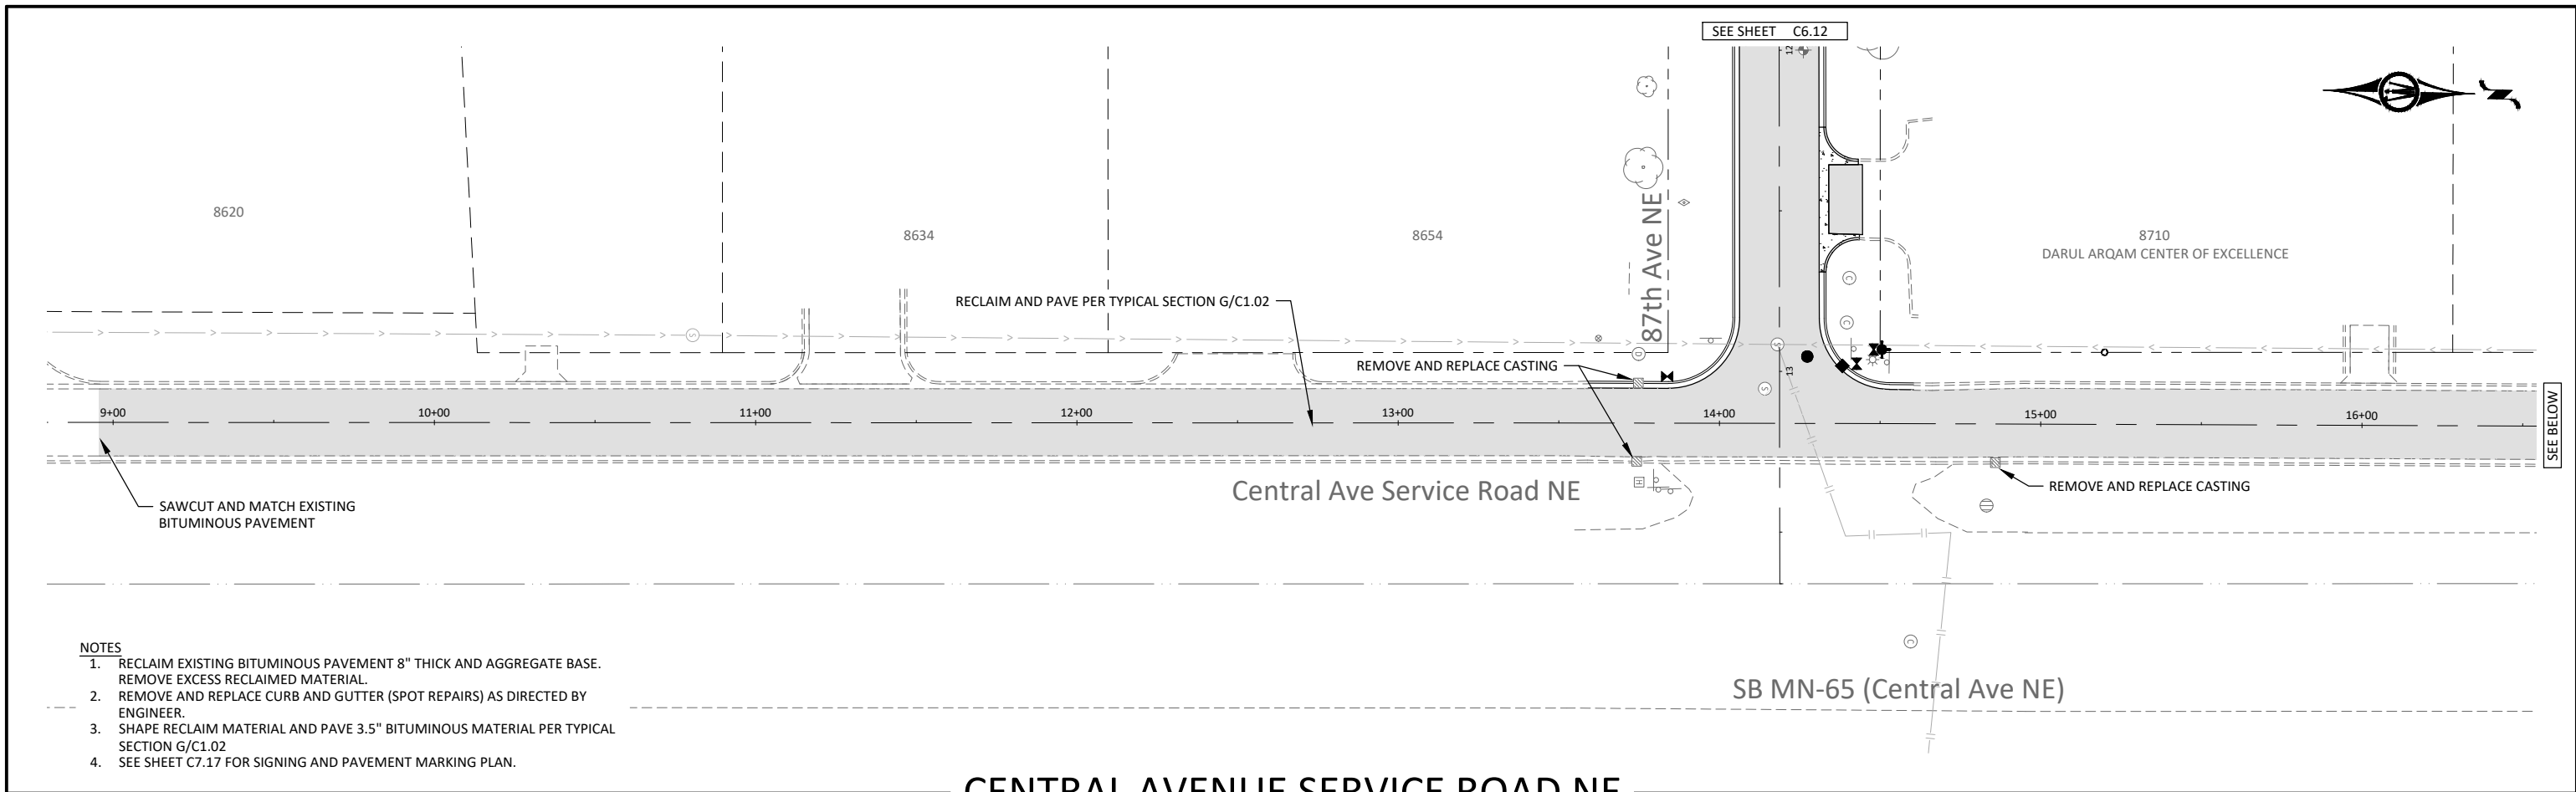 SEE SHEET C6.12
12
8620
8634
8654
87th Ave NE
8710
DARUL ARQAM CENTER OF EXCELLENCE
RECLAIM AND PAVE PER TYPICAL SECTION G/C1.02
REMOVE AND REPLACE CASTING
13
9+00
10+00
11+00
12+00
13+00
14+00
15+00
16+00
SEE BELOW
SAWCUT AND MATCH EXISTING
BITUMINOUS PAVEMENT
Central Ave Service Road NE
REMOVE AND REPLACE CASTING
SB MN-65 (Central Ave NE)
NOTES
1. RECLAIM EXISTING BITUMINOUS PAVEMENT 8" THICK AND AGGREGATE BASE.
REMOVE EXCESS RECLAIMED MATERIAL.
2. REMOVE AND REPLACE CURB AND GUTTER (SPOT REPAIRS) AS DIRECTED BY
ENGINEER.
3. SHAPE RECLAIM MATERIAL AND PAVE 3.5" BITUMINOUS MATERIAL PER TYPICAL
SECTION G/C1.02
4. SEE SHEET C7.17 FOR SIGNING AND PAVEMENT MARKING PLAN.
CENTRAL AVENUE SERVICE ROAD NE